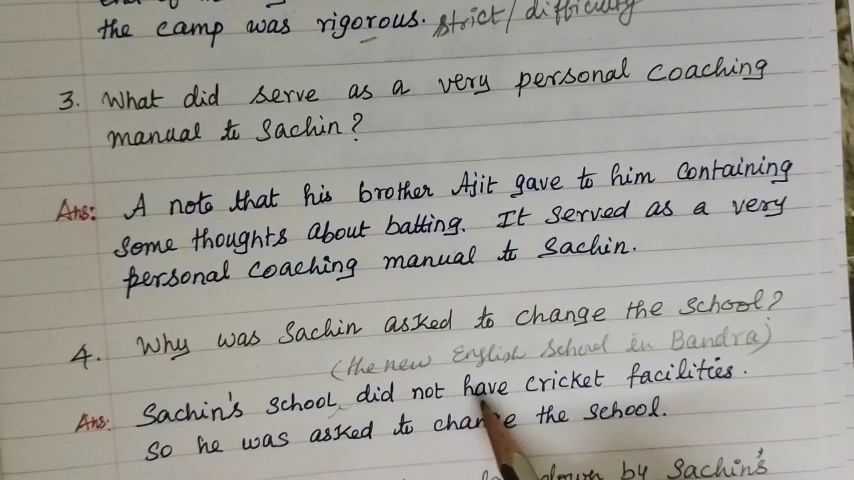 the camp was rigorous. strict/difficulty
3. What did serve as a very personal coaching
manual to Sachin?
Ans: A note that his brother Ajit gave to him containing
some thoughts about batting. It served as a very
personal coaching manual to Sachin.
4. Why was Sachin asked to change the school?
(the new English School in Bandra)
Ans: Sachin's school did not have cricket facilities.
so he was asked to change the school.
down by Sachin's